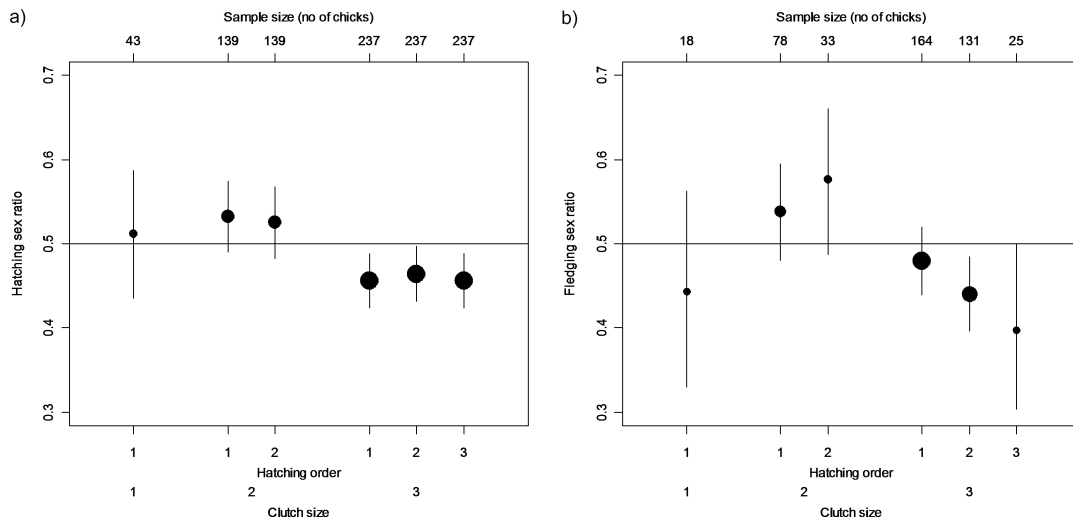 a)
Sample size (no of chicks)
43 139 139 237 237 237
Hatching sex ratio
0.7
0.6
0.5
0.4
0.3
1 1 2 1 2 3
Hatching order
1 2 3
Clutch size
b)
Sample size (no of chicks)
18 78 33 164 131 25
Fledging sex ratio
0.7
0.6
0.5
0.4
0.3
1 1 2 1 2 3
Hatching order
1 2 3
Clutch size